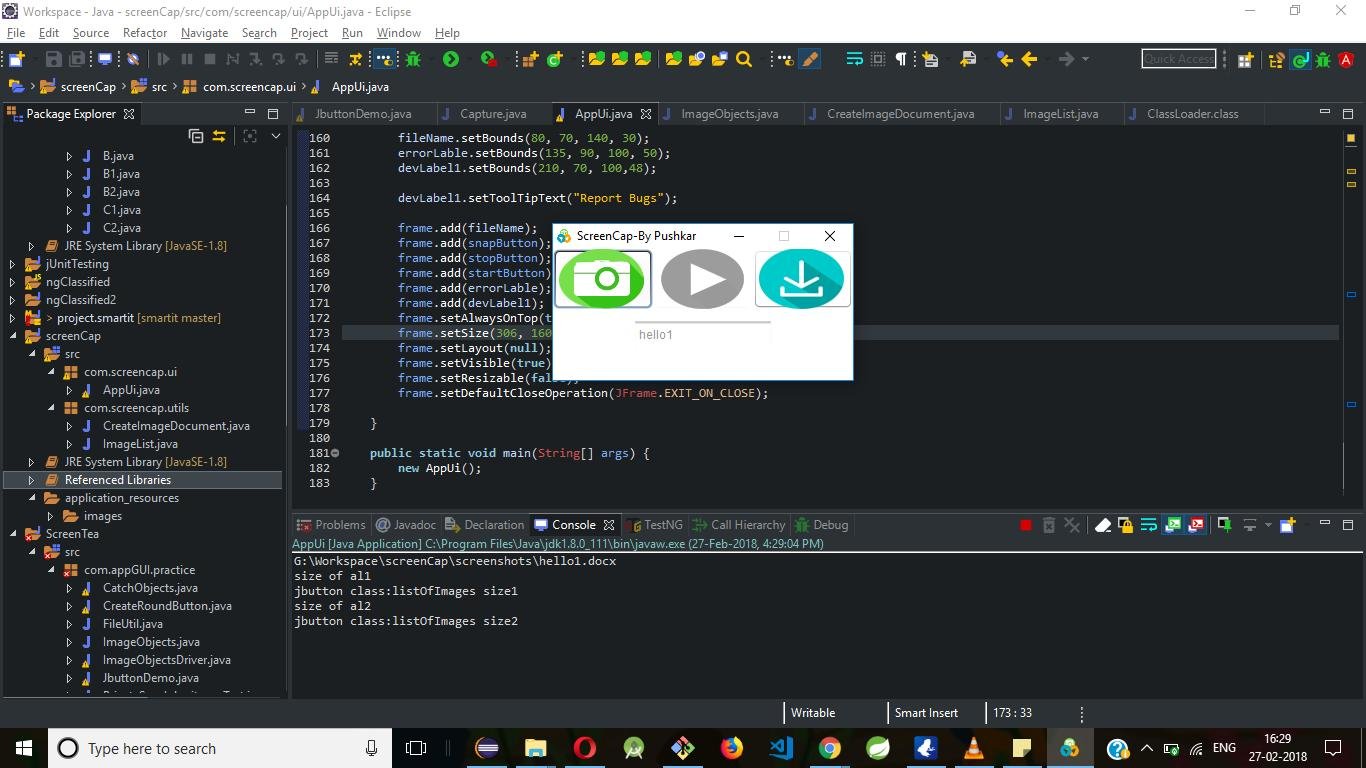 Workspace - Java - screenCap/src/com/screencap/ui/AppUi.java - Eclipse
File Edit Source Refactor Navigate Search Project Run Window Help
Quick Access
screenCap src com.screencap.ui AppUi.java
Package Explorer
B.java
B1.java
B2.java
C1.java
C2.java
JRE System Library [JavaSE-1.8]
jUnitTesting
ngClassified
ngClassified2
> project.smartit [smartit master]
screenCap
src
com.screencap.ui
AppUi.java
com.screencap.utils
CreateImageDocument.java
ImageList.java
JRE System Library [JavaSE-1.8]
Referenced Libraries
application_resources
images
ScreenTea
src
com.appGUI.practice
CatchObjects.java
CreateRoundButton.java
FileUtil.java
ImageObjects.java
ImageObjectsDriver.java
JbuttonDemo.java
JbuttonDemo.java Capture.java AppUi.java ImageObjects.java CreateImageDocument.java ImageList.java ClassLoader.class
160 fileName.setBounds(80, 70, 140, 30);
161 errorLable.setBounds(135, 90, 100, 50);
162 devLabel1.setBounds(210, 70, 100,48);
163
164 devLabel1.setToolTipText("Report Bugs");
165
166 frame.add(fileName);
167 frame.add(snapButton);
168 frame.add(stopButton);
169 frame.add(startButton)
170 frame.add(errorLable);
171 frame.add(devLabel1);
172 frame.setAlwaysOnTop(t
173 frame.setSize(306, 160
174 frame.setLayout(null);
175 frame.setVisible(true)
176 frame.setResizable(false);
177 frame.setDefaultCloseOperation(JFrame.EXIT_ON_CLOSE);
178
179 }
180
181 public static void main(String[] args) {
182 new AppUi();
183 }
ScreenCap-By Pushkar
hello1
Problems @ Javadoc Declaration Console TestNG Call Hierarchy Debug
AppUi [Java Application] C:\Program Files\Java\jdk1.8.0_111\bin\javaw.exe (27-Feb-2018, 4:29:04 PM)
G:\Workspace\screenCap\screenshots\hello1.docx
size of al1
jbutton class:listOfImages size1
size of al2
jbutton class:listOfImages size2
Writable Smart Insert 173 : 33
Type here to search
ENG
16:29
27-02-2018